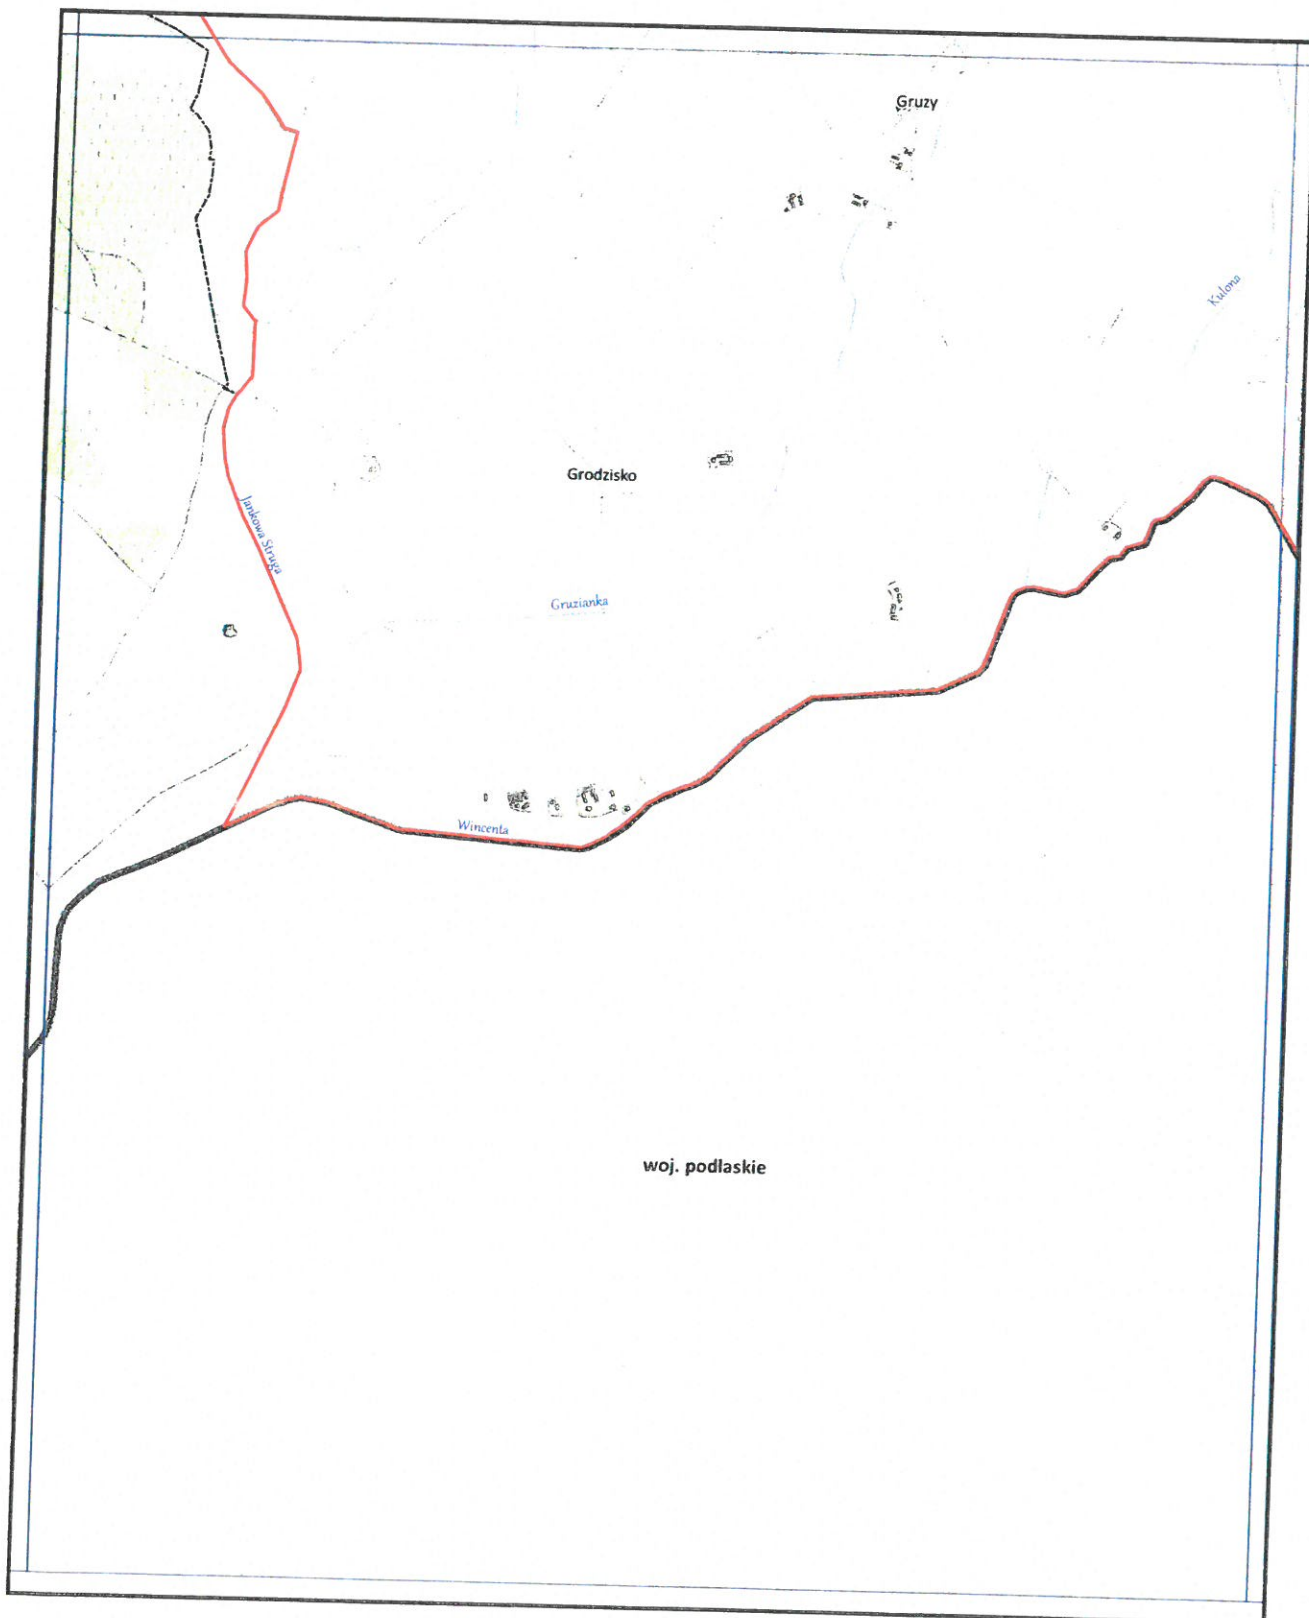 Gruzy
Kulona
Grodzisko
Jankowa Struga
Gruzianka
Wincenta
woj. podlaskie